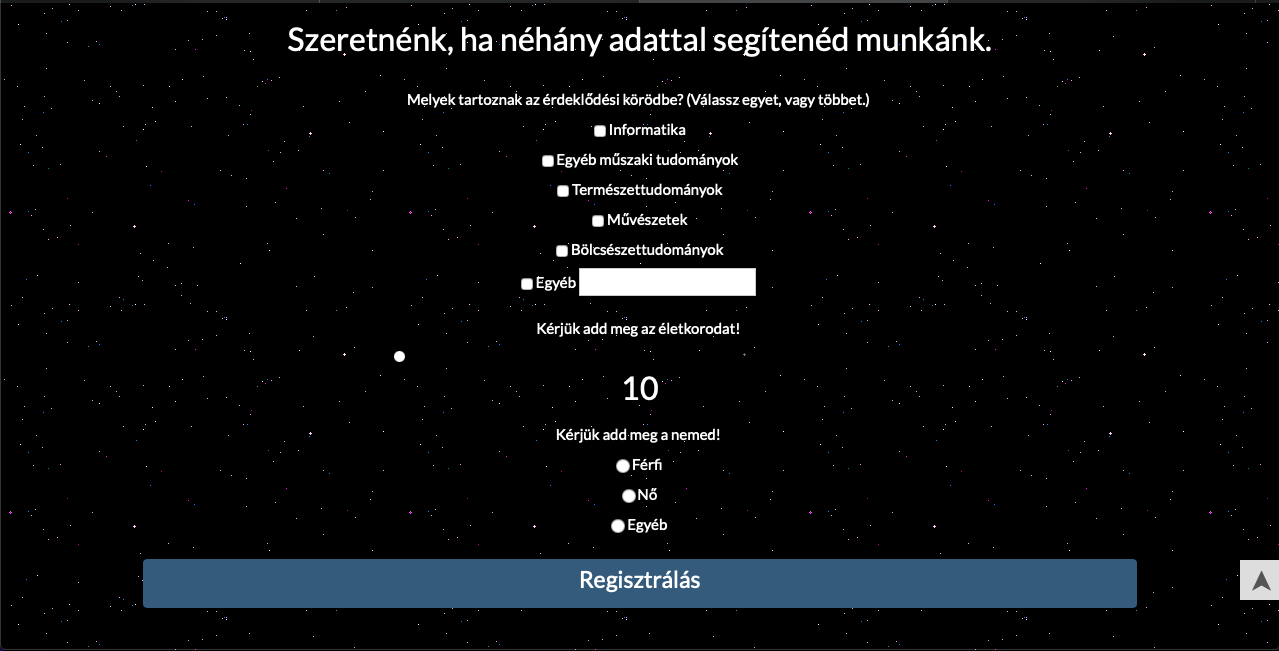 Szeretnénk, ha néhány adattal segítenéd munkánk.
Melyek tartoznak az érdeklődési körödbe? (Válassz egyet, vagy többet.)
Informatika
Egyéb műszaki tudományok
Természettudományok
Művészetek
Bölcsészettudományok
Egyéb
Kérjük add meg az életkorodat!
10
Kérjük add meg a nemed!
Férfi
Nő
Egyéb
Regisztrálás